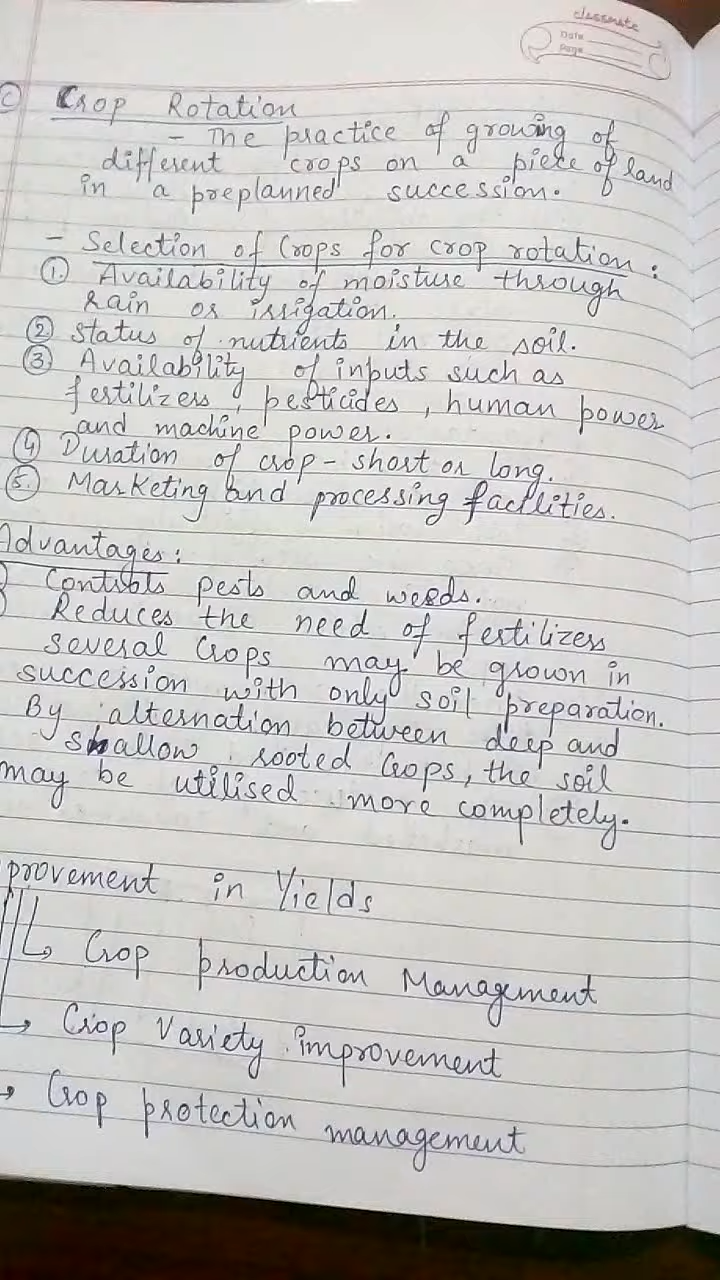 classmate
Date
Page
C Crop Rotation
- The practice of growing of
different crops on a piece of land
in a preplanned succession.
- Selection of Crops for crop rotation :
1. Availability of moisture through
Rain or irrigation.
2 Status of nutrients in the soil.
3 Availability of inputs such as
fertilizers, pesticides, human power
and machine power.
4 Duration of crop - short or long.
5. Marketing and processing facilities.
Advantages :
Controls pests and weeds.
Reduces the need of fertilizers
several Crops may be grown in
succession with only soil preparation.
By alternation between deep and
shallow rooted Crops, the soil
may be utilised more completely.
provement in Yields
Crop production Management
Crop Variety improvement
Crop protection management